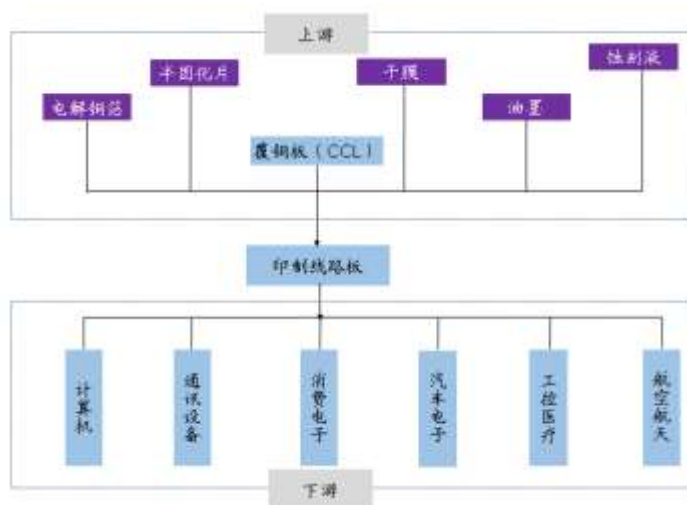 上游
半固化片
干膜
蚀刻液
电解铜箔
油墨
覆铜板（CCL）
印制线路板
计算机
通讯设备
消费电子
汽车电子
工控医疗
航空航天
下游